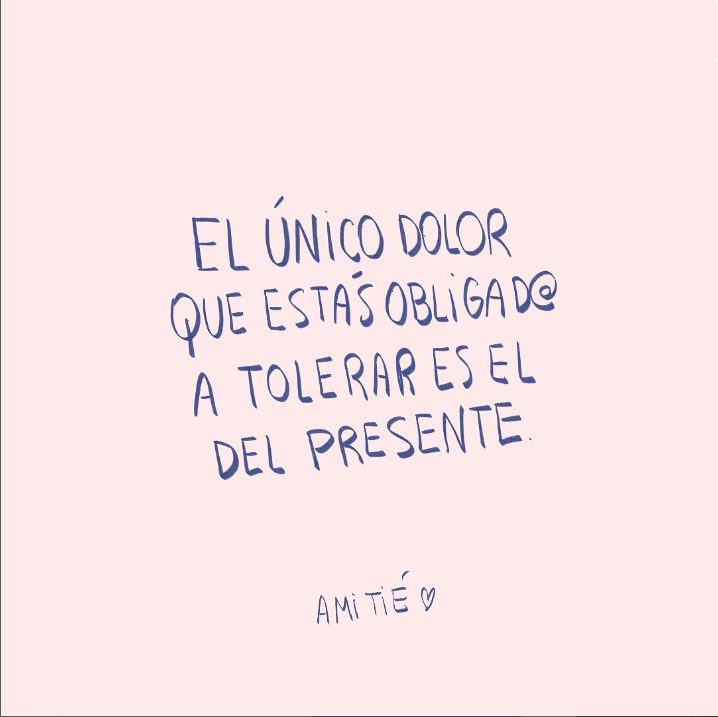 EL ÚNICO DOLOR
QUE ESTÁS OBLIGAD@
A TOLERAR ES EL
DEL PRESENTE.
AMITIÉ ♡